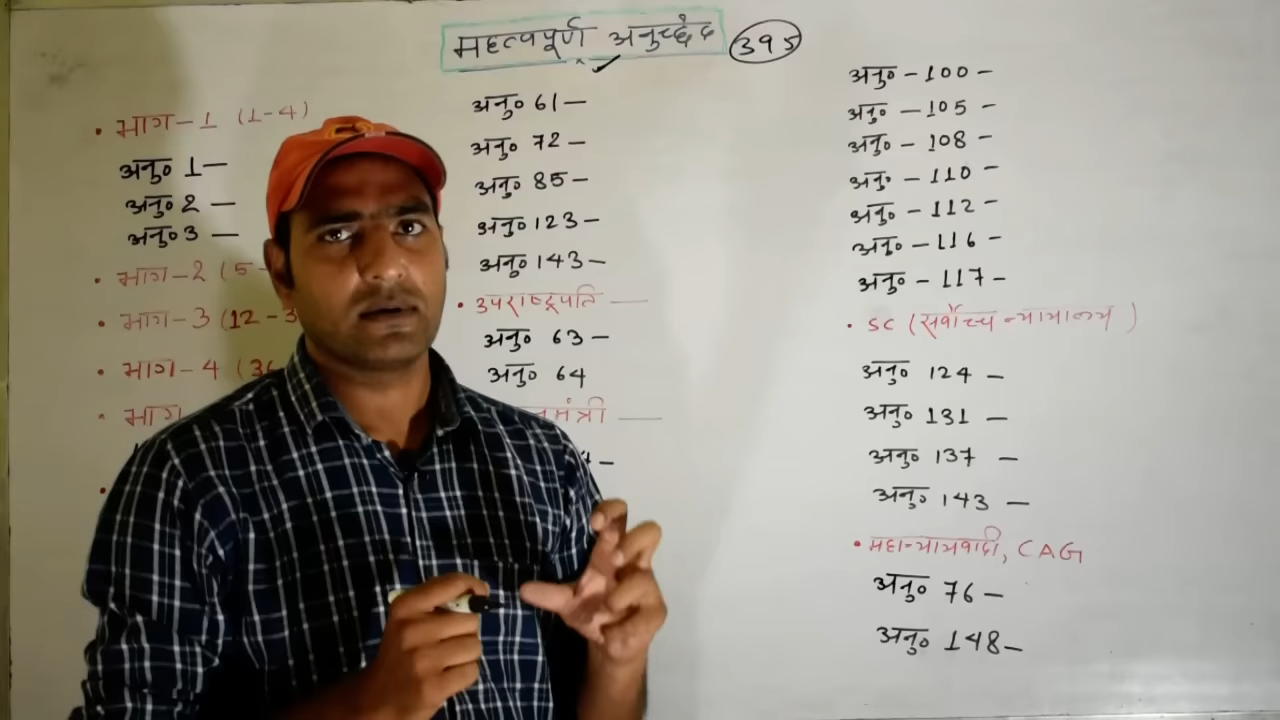 महत्वपूर्ण अनुच्छेद 395
• भाग-1 (1-4)
अनु० 1-
अनु० 2-
अनु० 3-
• भाग-2 (5-
• भाग-3 (12-3
• भाग-4 (36
• भाग
अनु० 61-
अनु० 72-
अनु० 85-
अनु० 123-
अनु० 143-
• उपराष्ट्रपति -
अनु० 63-
अनु० 64
मंत्री -
अनु०-100-
अनु०-105-
अनु०-108-
अनु०-110-
अनु०-112-
अनु०-116-
अनु०-117-
• SC (सर्वोच्च न्यायालय)
अनु० 124-
अनु० 131-
अनु० 137-
अनु० 143-
• महान्यायवादी, CAG
अनु० 76-
अनु० 148-